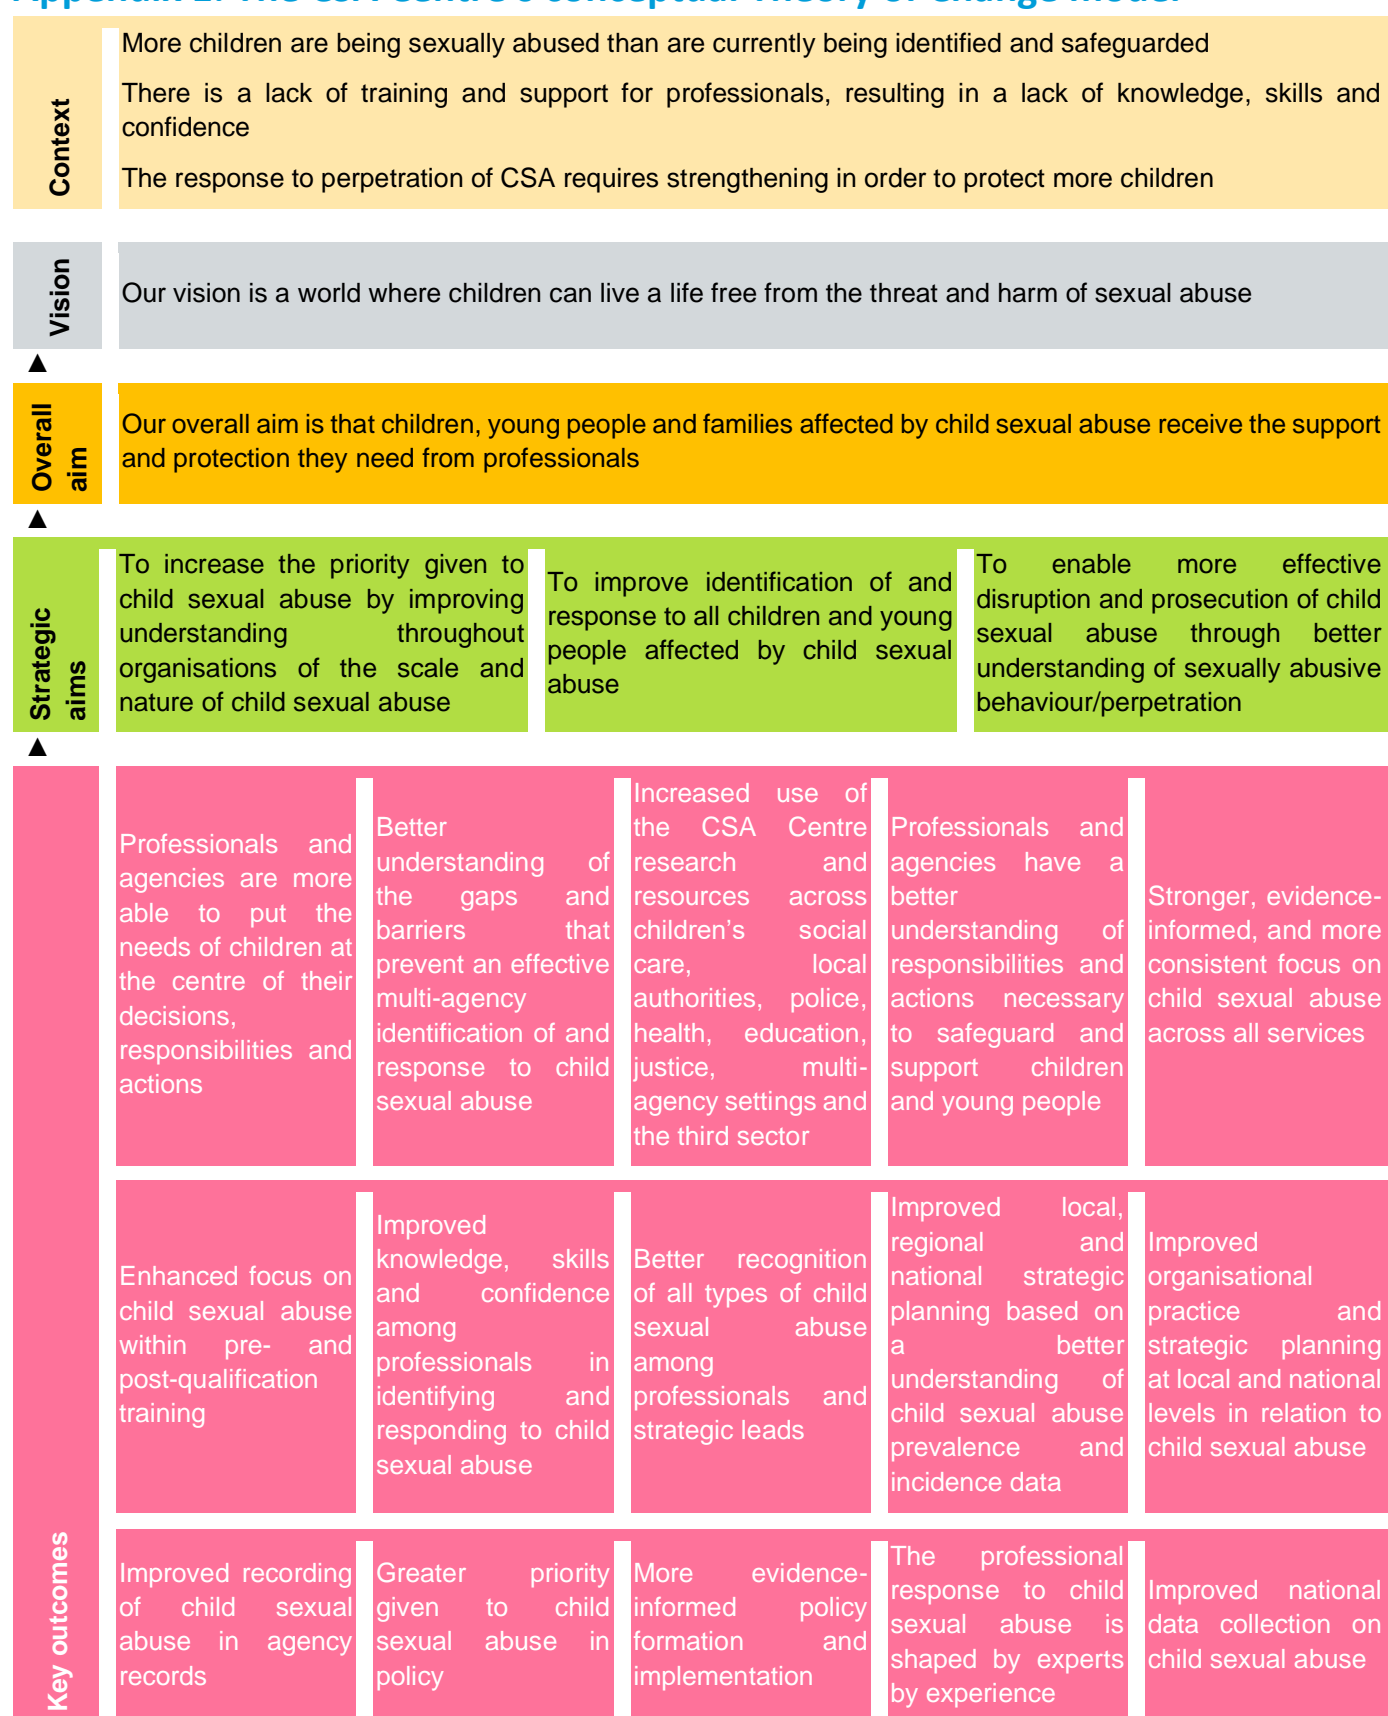 Context
More children are being sexually abused than are currently being identified and safeguarded
There is a lack of training and support for professionals, resulting in a lack of knowledge, skills and
confidence
The response to perpetration of CSA requires strengthening in order to protect more children
Vision
Our vision is a world where children can live a life free from the threat and harm of sexual abuse
▲
Overall
aim
Our overall aim is that children, young people and families affected by child sexual abuse receive the support
and protection they need from professionals
▲
Strategic
aims
To increase the priority given to
child sexual abuse by improving
understanding throughout
organisations of the scale and
nature of child sexual abuse
To improve identification of and
response to all children and young
people affected by child sexual
abuse
To enable more effective
disruption and prosecution of child
sexual abuse through better
understanding of sexually abusive
behaviour/perpetration
▲
Key outcomes
Professionals and
agencies are more
able to put the
needs of children at
the centre of their
decisions,
responsibilities and
actions
Better
understanding of
the gaps and
barriers that
prevent an effective
multi-agency
identification of and
response to child
sexual abuse
Increased use of
the CSA Centre
research and
resources across
children’s social
care, local
authorities, police,
health, education,
justice, multi-
agency settings and
the third sector
Professionals and
agencies have a
better
understanding of
responsibilities and
actions necessary
to safeguard and
support children
and young people
Stronger, evidence-
informed, and more
consistent focus on
child sexual abuse
across all services
Enhanced focus on
child sexual abuse
within pre- and
post-qualification
training
Improved
knowledge, skills
and confidence
among
professionals in
identifying and
responding to child
sexual abuse
Better recognition
of all types of child
sexual abuse
among
professionals and
strategic leads
Improved local,
regional and
national strategic
planning based on
a better
understanding of
child sexual abuse
prevalence and
incidence data
Improved
organisational
practice and
strategic planning
at local and national
levels in relation to
child sexual abuse
Improved recording
of child sexual
abuse in agency
records
Greater priority
given to child
sexual abuse in
policy
More evidence-
informed policy
formation and
implementation
The professional
response to child
sexual abuse is
shaped by experts
by experience
Improved national
data collection on
child sexual abuse